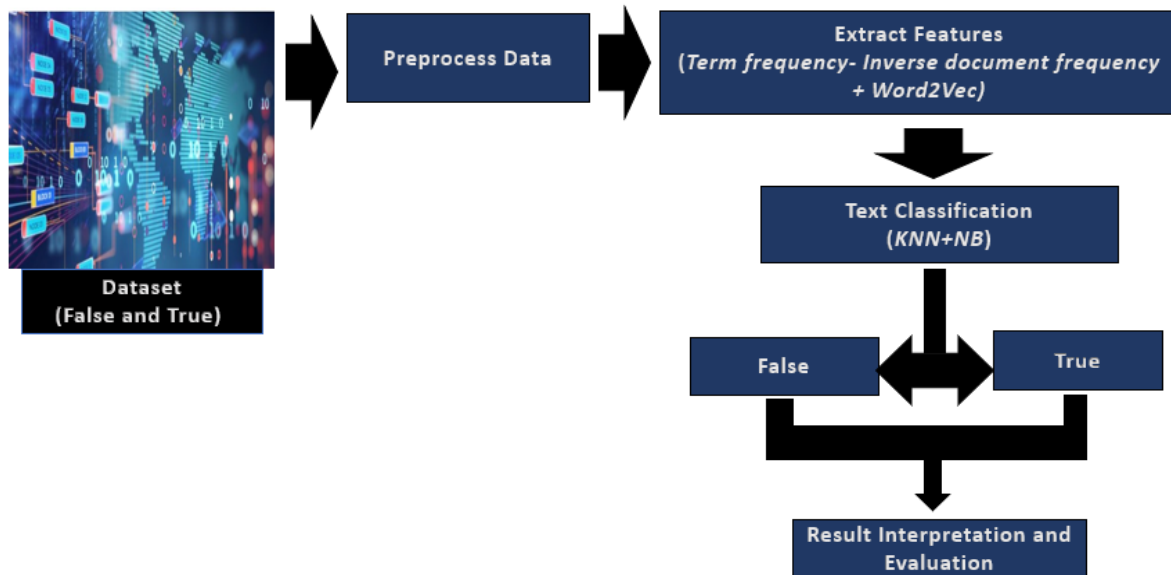 Dataset
(False and True)
Preprocess Data
Extract Features
(Term frequency- Inverse document frequency
+ Word2Vec)
Text Classification
(KNN+NB)
False
True
Result Interpretation and
Evaluation